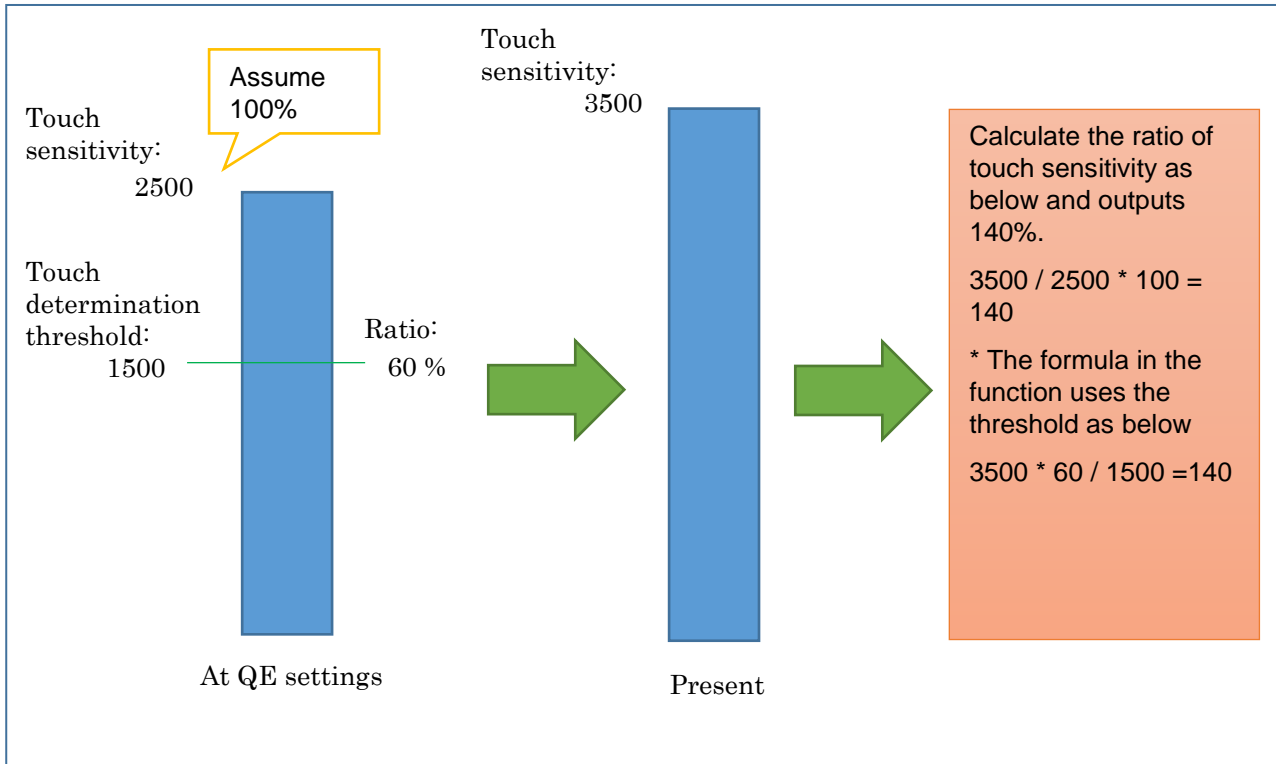 Assume
100%
Touch
sensitivity:
2500
Touch
determination
threshold:
1500
Ratio:
60 %
At QE settings
Touch
sensitivity:
3500
Present
Calculate the ratio of
touch sensitivity as
below and outputs
140%.
3500 / 2500 * 100 =
140
* The formula in the
function uses the
threshold as below
3500 * 60 / 1500 =140